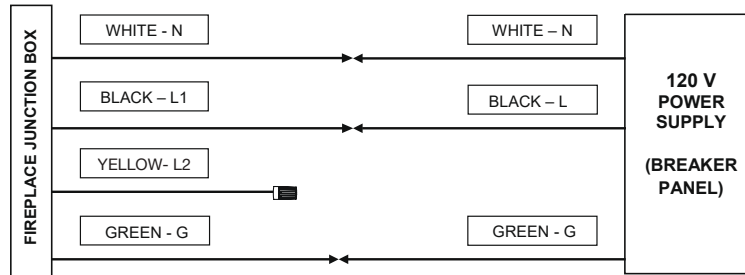 FIREPLACE JUNCTION BOX
WHITE - N
WHITE – N
BLACK – L1
BLACK – L
YELLOW- L2
GREEN - G
GREEN - G
120 V
POWER
SUPPLY
(BREAKER
PANEL)